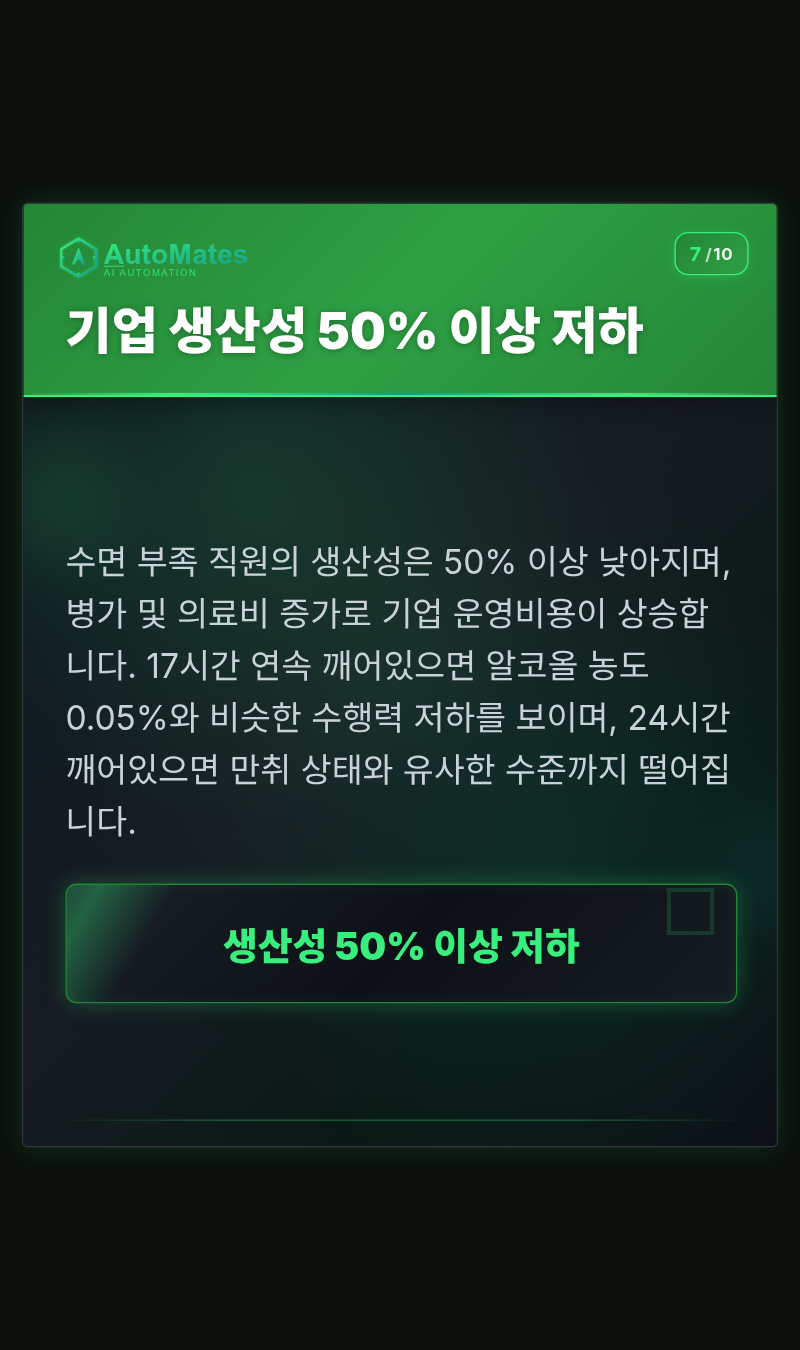 AutoMates
AI AUTOMATION
7 /10
기업 생산성 50% 이상 저하
수면 부족 직원의 생산성은 50% 이상 낮아지며,
병가 및 의료비 증가로 기업 운영비용이 상승합
니다. 17시간 연속 깨어있으면 알코올 농도
0.05%와 비슷한 수행력 저하를 보이며, 24시간
깨어있으면 만취 상태와 유사한 수준까지 떨어집
니다.
생산성 50% 이상 저하